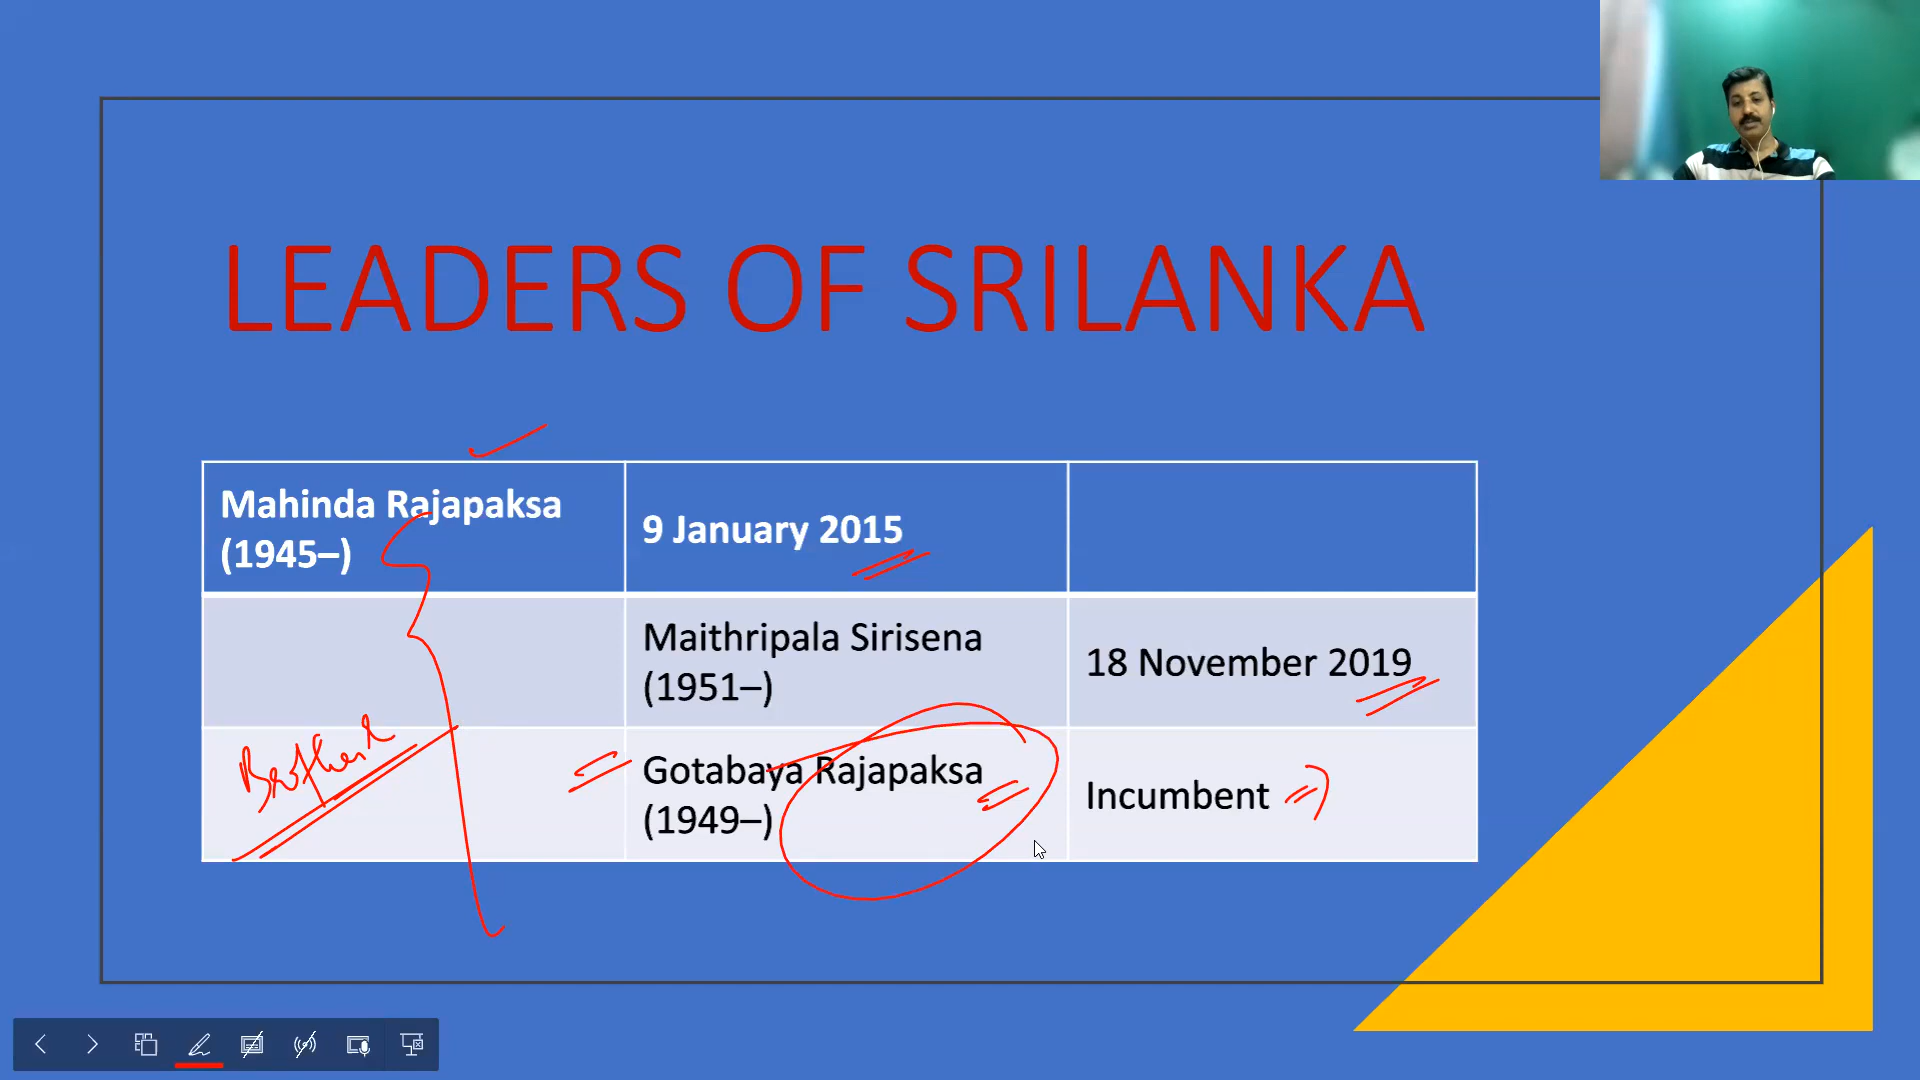 LEADERS OF SRILANKA
Mahinda Rajapaksa
(1945–)
9 January 2015
Maithripala Sirisena
(1951–)
18 November 2019
Brothers
Gotabaya Rajapaksa
(1949–)
Incumbent